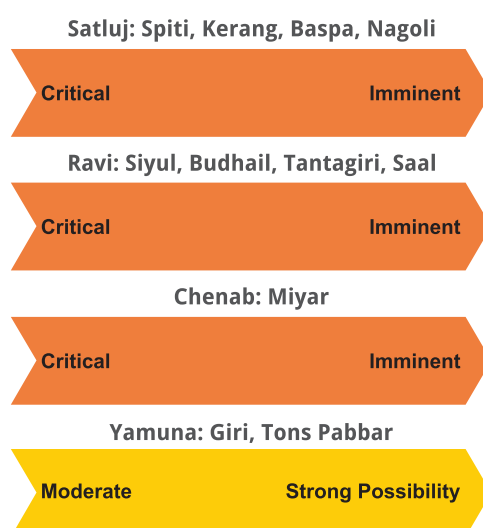 Satluj: Spiti, Kerang, Baspa, Nagoli
Critical Imminent
Ravi: Siyul, Budhail, Tantagiri, Saal
Critical Imminent
Chenab: Miyar
Critical Imminent
Yamuna: Giri, Tons Pabbar
Moderate Strong Possibility